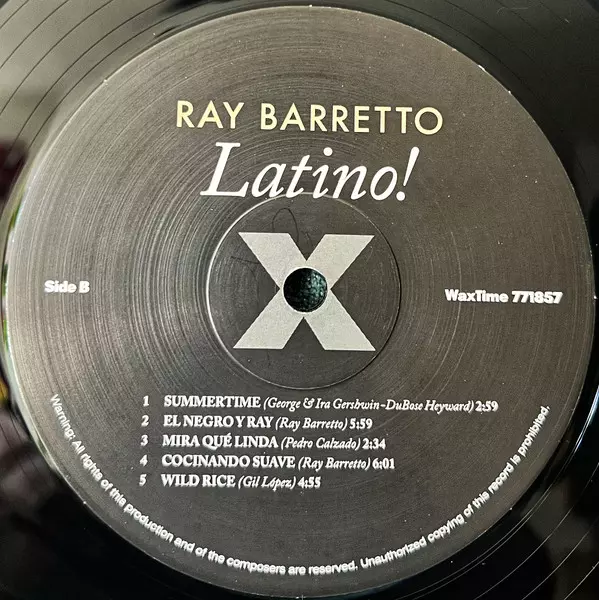 RAY BARRETTO
Latino!
X
Side B
WaxTime 771857
1 SUMMERTIME (George & Ira Gershwin-DuBose Heyward) 2:59
2 EL NEGRO Y RAY (Ray Barretto) 5:59
3 MIRA QUÉ LINDA (Pedro Calzado) 2:34
4 COCINANDO SUAVE (Ray Barretto) 6:01
5 WILD RICE (Gil López) 4:55
Warning: All rights of this production and of the composers are reserved. Unauthorized copying of this record is prohibited.